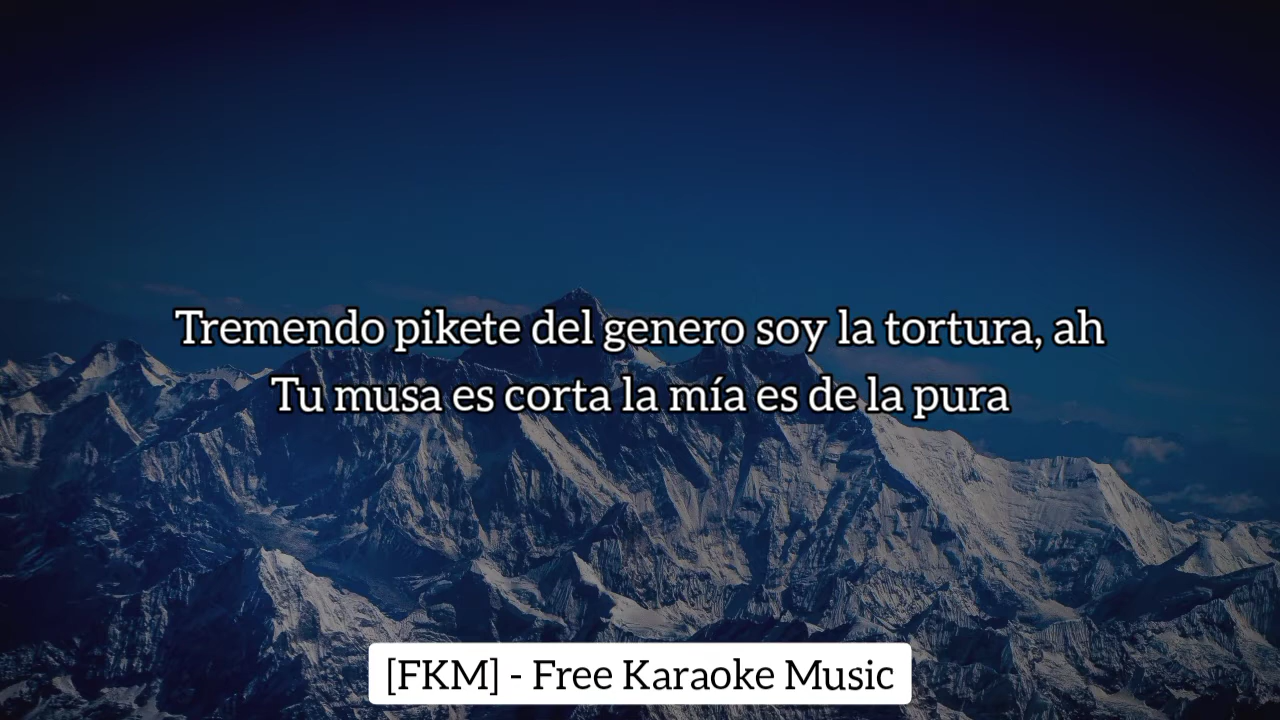 Tremendo pikete del genero soy la tortura, ah
Tu musa es corta la mía es de la pura
[FKM] - Free Karaoke Music